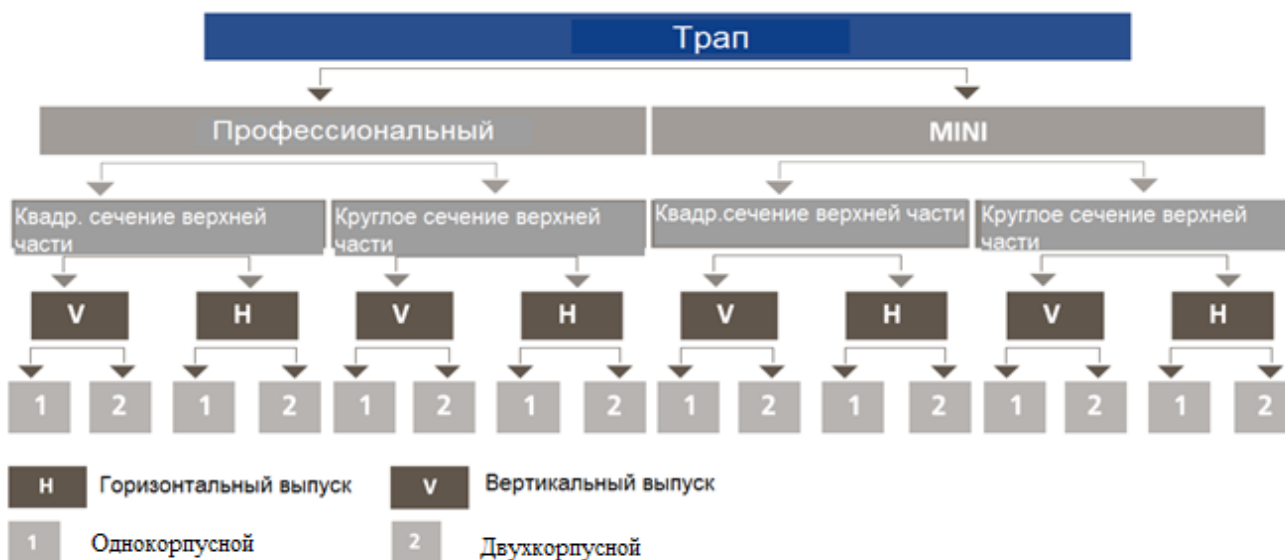 Трап
Профессиональный
MINI
Квадр. сечение верхней
части
Круглое сечение верхней
части
Квадр.сечение верхней части
Круглое сечение верхней
части
V H V H V H V H
1 2 1 2 1 2 1 2 1 2 1 2 1 2 1 2
H Горизонтальный выпуск V Вертикальный выпуск
1 Однокорпусной 2 Двухкорпусной